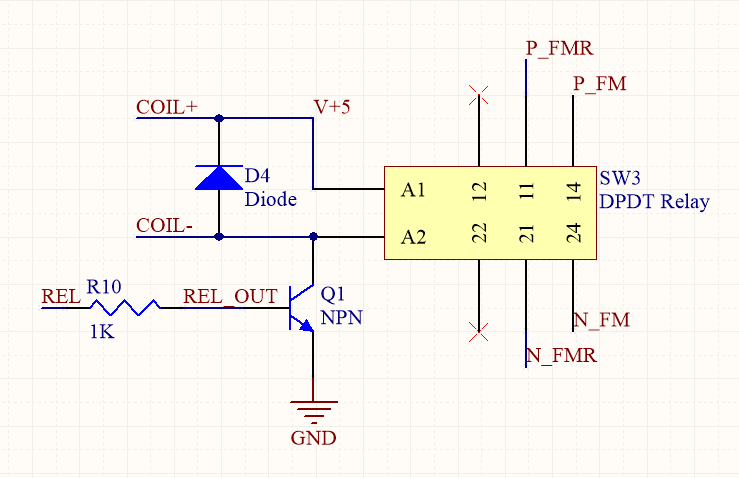 P_FMR
P_FM
COIL+
V+5
D4
Diode
A1
12
11
14
SW3
DPDT Relay
COIL-
A2
22
21
24
REL
R10
1K
REL_OUT
Q1
NPN
N_FM
N_FMR
GND